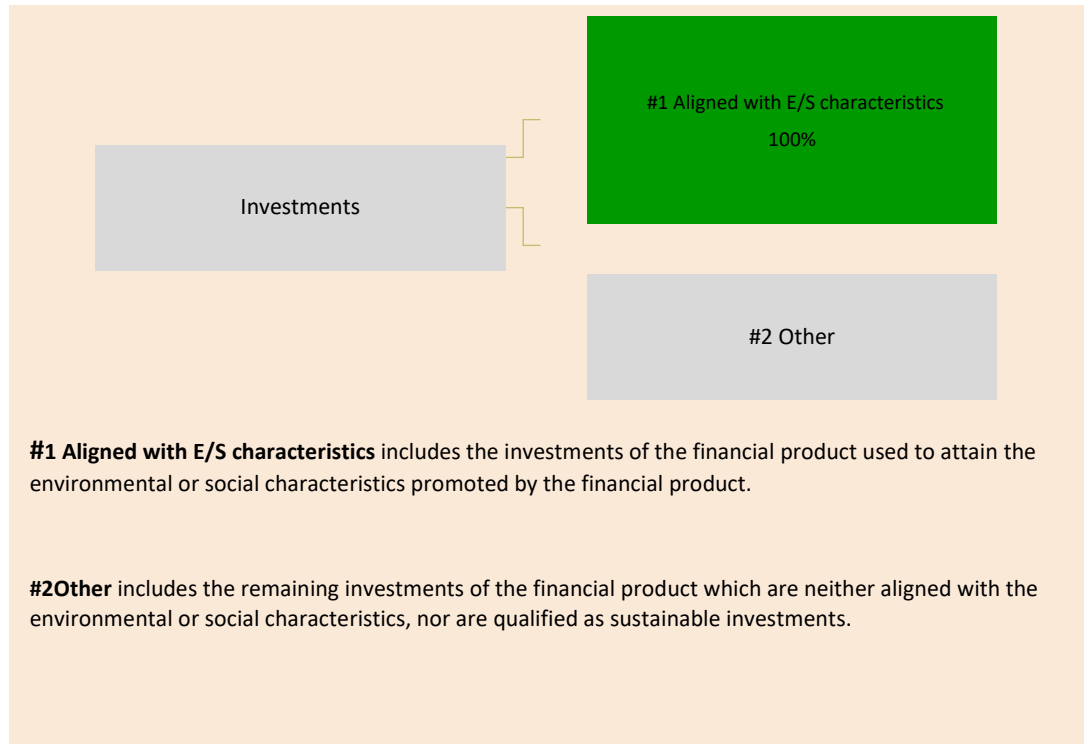 #1 Aligned with E/S characteristics
100%
Investments
#2 Other
#1 Aligned with E/S characteristics includes the investments of the financial product used to attain the
environmental or social characteristics promoted by the financial product.
#2Other includes the remaining investments of the financial product which are neither aligned with the
environmental or social characteristics, nor are qualified as sustainable investments.